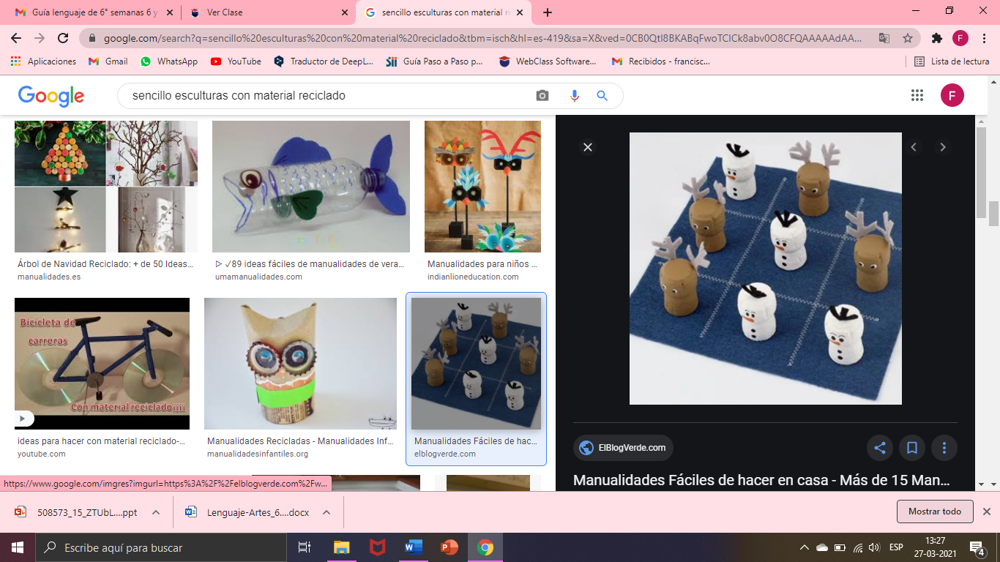 Guía lenguaje de 6° semanas 6 y
Ver Clase
sencillo esculturas con material re
google.com/search?q=sencillo%20esculturas%20con%20material%20reciclado&tbm=isch&hl=es-419&sa=X&ved=0CB0QtI8BKABqFwoTCICk8abv0O8CFQAAAAAdAA...
F
Aplicaciones
Gmail
WhatsApp
YouTube
Traductor de DeepL...
Guía Paso a Paso p...
WebClass Software...
Recibidos - francisc...
Lista de lectura
Google
sencillo esculturas con material reciclado
F
Árbol de Navidad Reciclado: + de 50 Ideas...
manualidades.es
▷ ✓89 ideas fáciles de manualidades de vera...
umamanualidades.com
Manualidades para niños ...
indianlioneducation.com
Bicicleta de
carreras
Con material reciclado¡¡¡¡
ideas para hacer con material reciclado-...
youtube.com
Manualidades Recicladas - Manualidades Inf...
manualidadesinfantiles.org
Manualidades Fáciles de hac...
elblogverde.com
ElBlogVerde.com
Manualidades Fáciles de hacer en casa - Más de 15 Man...
https://www.google.com/imgres?imgurl=https%3A%2F%2Felblogverde.com%2Fw...
508573_15_ZTUbL....ppt
Lenguaje-Artes_6....docx
Mostrar todo
Escribe aquí para buscar
ESP
13:27
27-03-2021
4